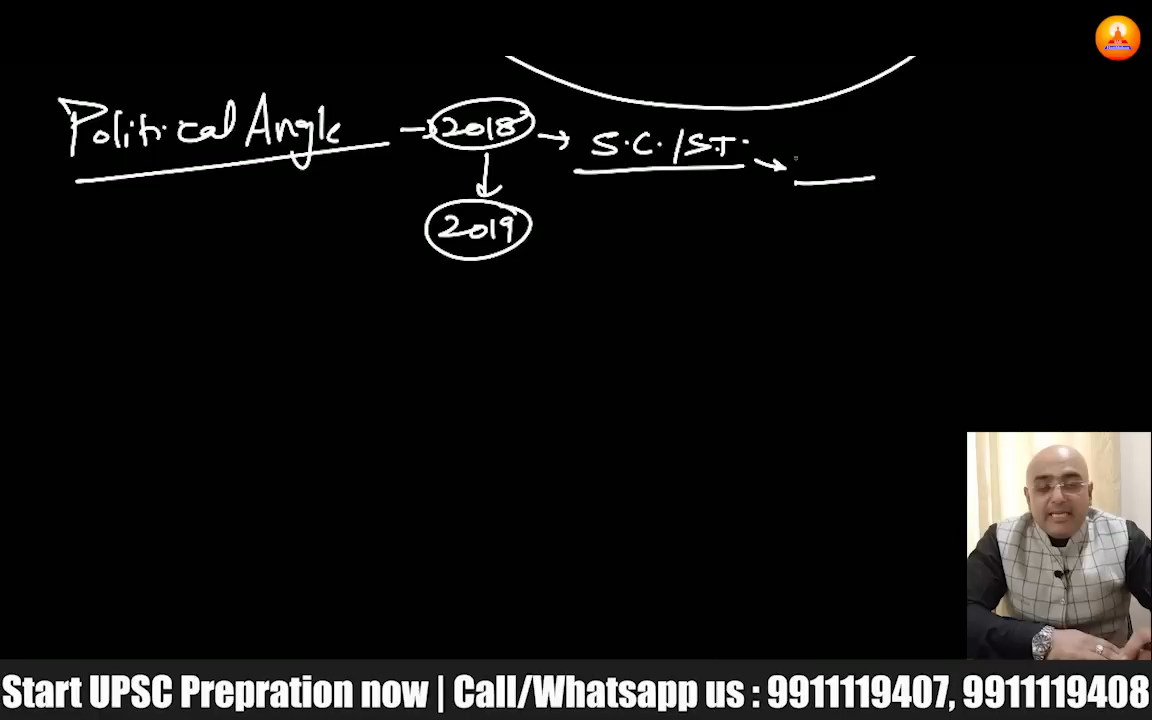 Political Angle → 2018 → S.C./S.T. →
2019
Start UPSC Prepration now | Call/Whatsapp us : 9911119407, 9911119408